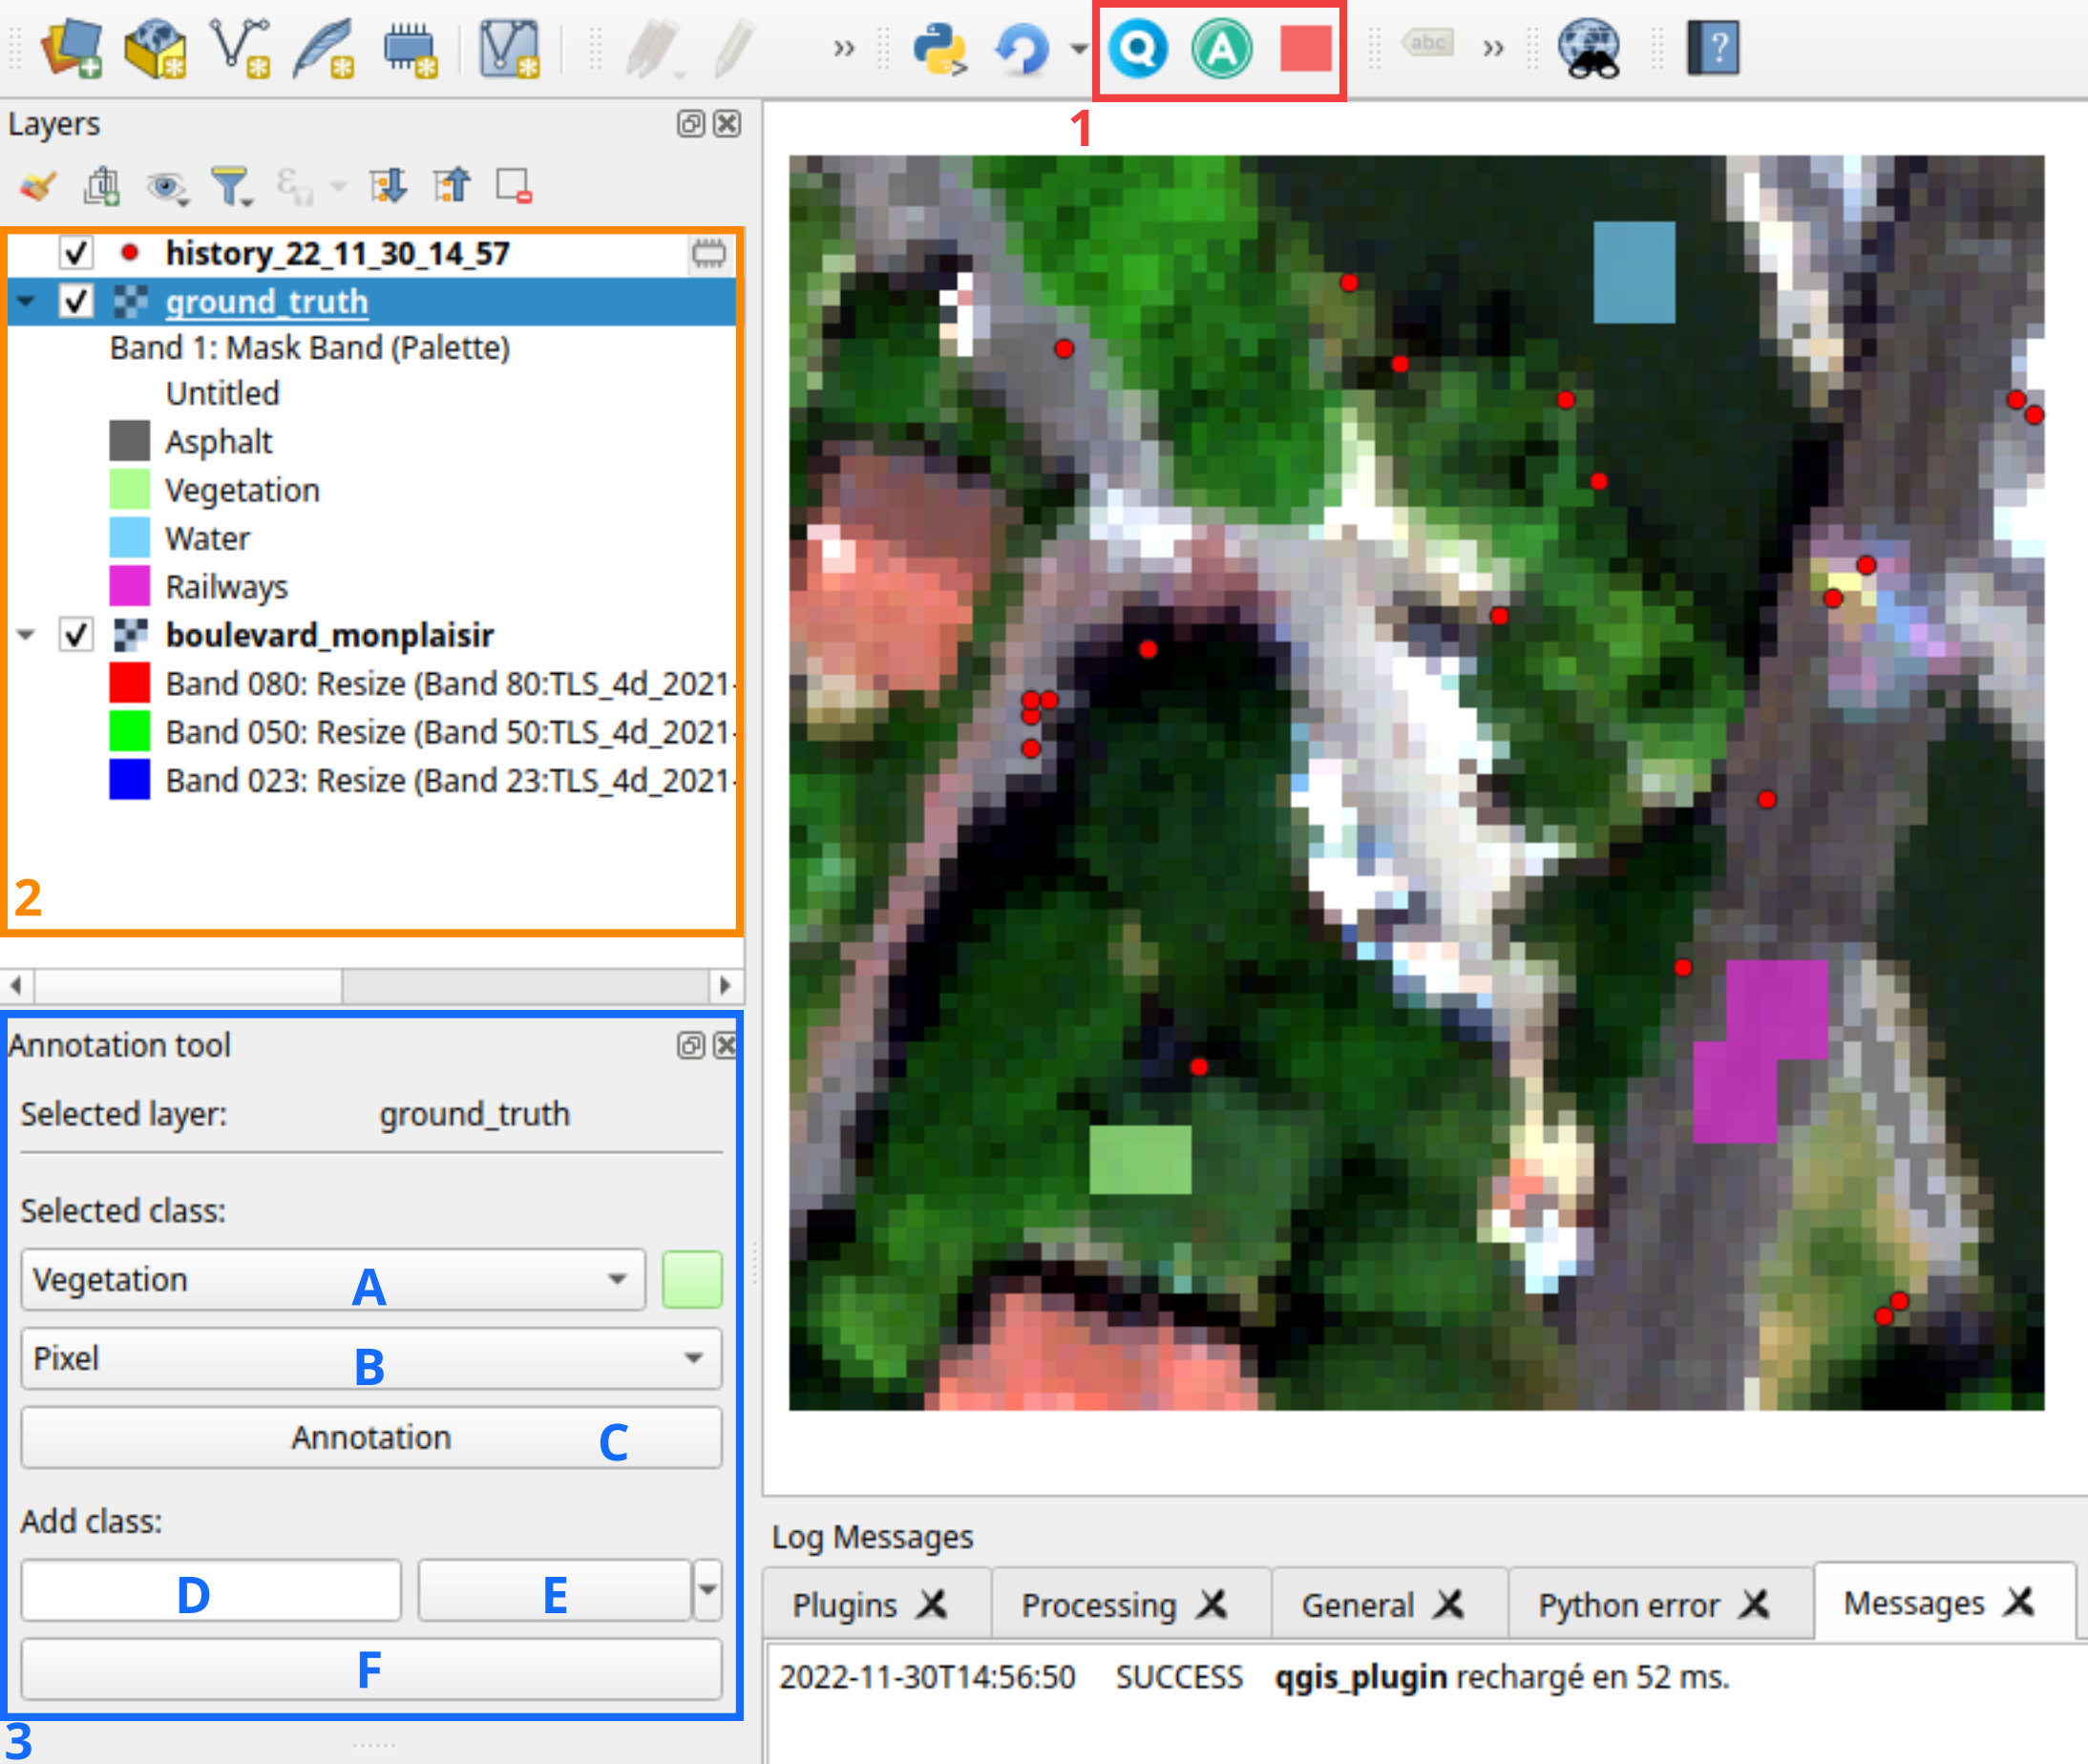 abc
1
Layers
history_22_11_30_14_57
ground_truth
Band 1: Mask Band (Palette)
Untitled
Asphalt
Vegetation
Water
Railways
boulevard_monplaisir
Band 080: Resize (Band 80:TLS_4d_2021-
Band 050: Resize (Band 50:TLS_4d_2021-
Band 023: Resize (Band 23:TLS_4d_2021-
2
Annotation tool
Selected layer: ground_truth
Selected class:
Vegetation A
Pixel B
Annotation C
Add class:
D E
F
3
Log Messages
Plugins Processing General Python error Messages
2022-11-30T14:56:50 SUCCESS qgis_plugin rechargé en 52 ms.